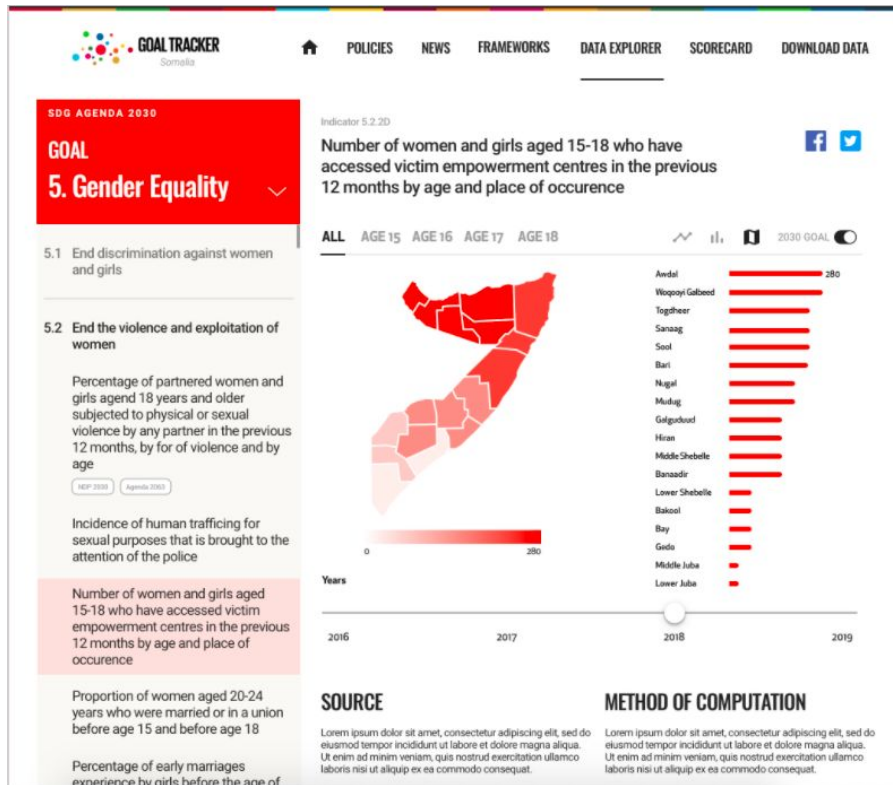 GOAL TRACKER
Somalia
POLICIES
NEWS
FRAMEWORKS
DATA EXPLORER
SCORECARD
DOWNLOAD DATA
SDG AGENDA 2030
GOAL
5. Gender Equality
5.1 End discrimination against women
and girls
5.2 End the violence and exploitation of
women
Percentage of partnered women and
girls agend 18 years and older
subjected to physical or sexual
violence by any partner in the previous
12 months, by for of violence and by
age
NDP 2030
Agenda 2063
Incidence of human trafficing for
sexual purposes that is brought to the
attention of the police
Number of women and girls aged
15-18 who have accessed victim
empowerment centres in the previous
12 months by age and place of
occurence
Proportion of women aged 20-24
years who were married or in a union
before age 15 and before age 18
Percentage of early marriages
experience by girls before the age of
Indicator 5.2.2D
Number of women and girls aged 15-18 who have
accessed victim empowerment centres in the previous
12 months by age and place of occurence
ALL
AGE 15
AGE 16
AGE 17
AGE 18
2030 GOAL
0
280
Awdal
280
Woqooyi Galbeed
Togdheer
Sanaag
Sool
Bari
Nugal
Mudug
Galguduud
Hiran
Middle Shebelle
Banaadir
Lower Shebelle
Bakool
Bay
Gedo
Middle Juba
Lower Juba
Years
2016
2017
2018
2019
SOURCE
Lorem ipsum dolor sit amet, consectetur adipiscing elit, sed do
eiusmod tempor incididunt ut labore et dolore magna aliqua.
Ut enim ad minim veniam, quis nostrud exercitation ullamco
laboris nisi ut aliquip ex ea commodo consequat.
METHOD OF COMPUTATION
Lorem ipsum dolor sit amet, consectetur adipiscing elit, sed do
eiusmod tempor incididunt ut labore et dolore magna aliqua.
Ut enim ad minim veniam, quis nostrud exercitation ullamco
laboris nisi ut aliquip ex ea commodo consequat.